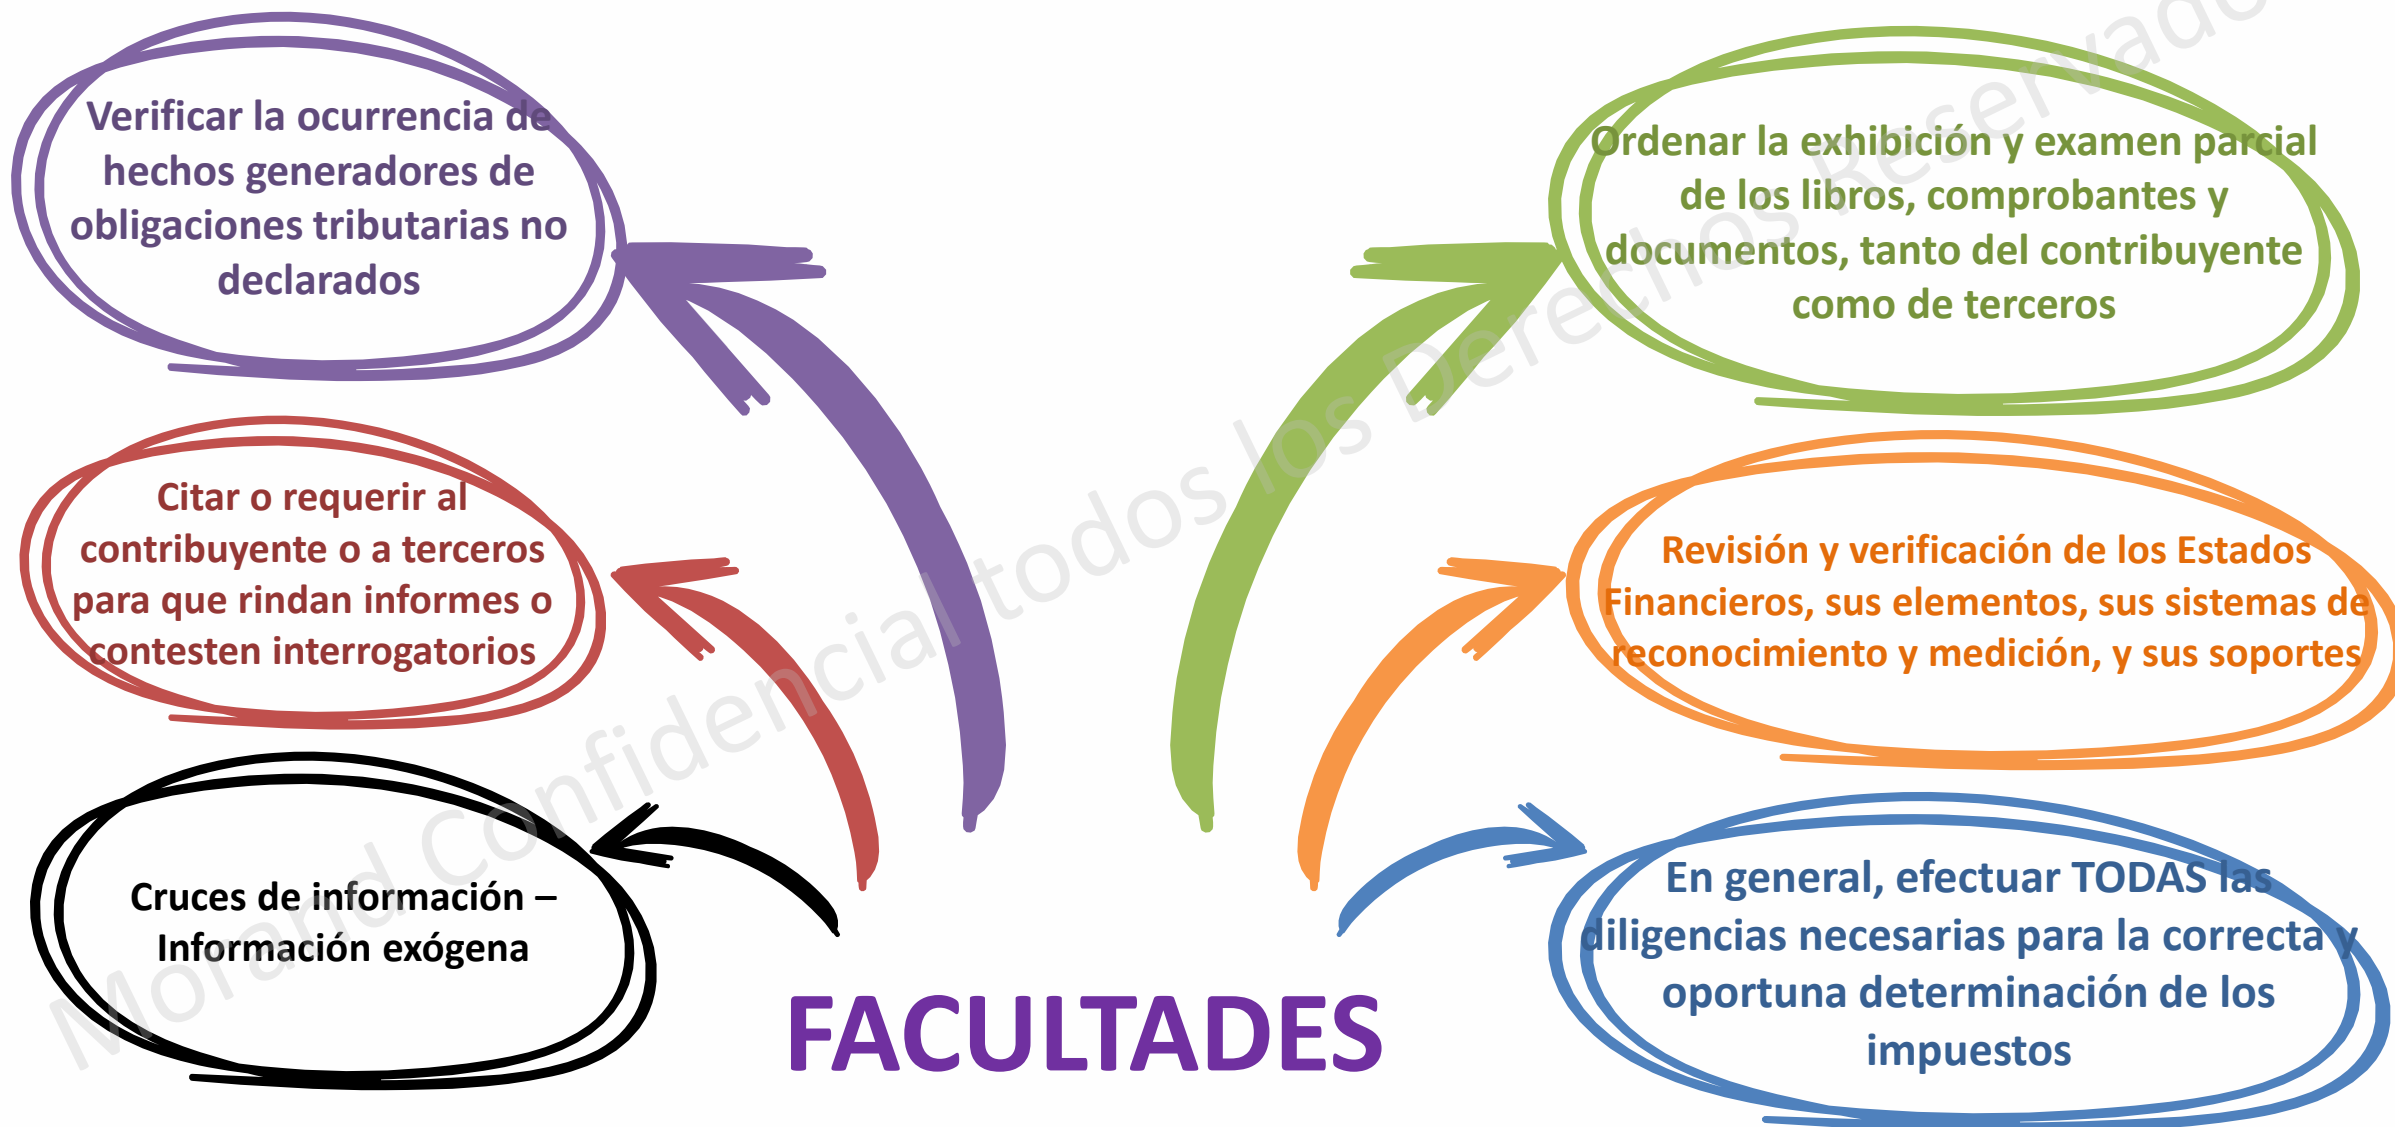 Verificar la ocurrencia de
hechos generadores de
obligaciones tributarias no
declarados
Citar o requerir al
contribuyente o a terceros
para que rindan informes o
contesten interrogatorios
Cruces de información –
Información exógena
Ordenar la exhibición y examen parcial
de los libros, comprobantes y
documentos, tanto del contribuyente
como de terceros
Revisión y verificación de los Estados
Financieros, sus elementos, sus sistemas de
reconocimiento y medición, y sus soportes
En general, efectuar TODAS las
diligencias necesarias para la correcta y
oportuna determinación de los
impuestos
FACULTADES
Morand Confidencial todos los Derechos Reservado